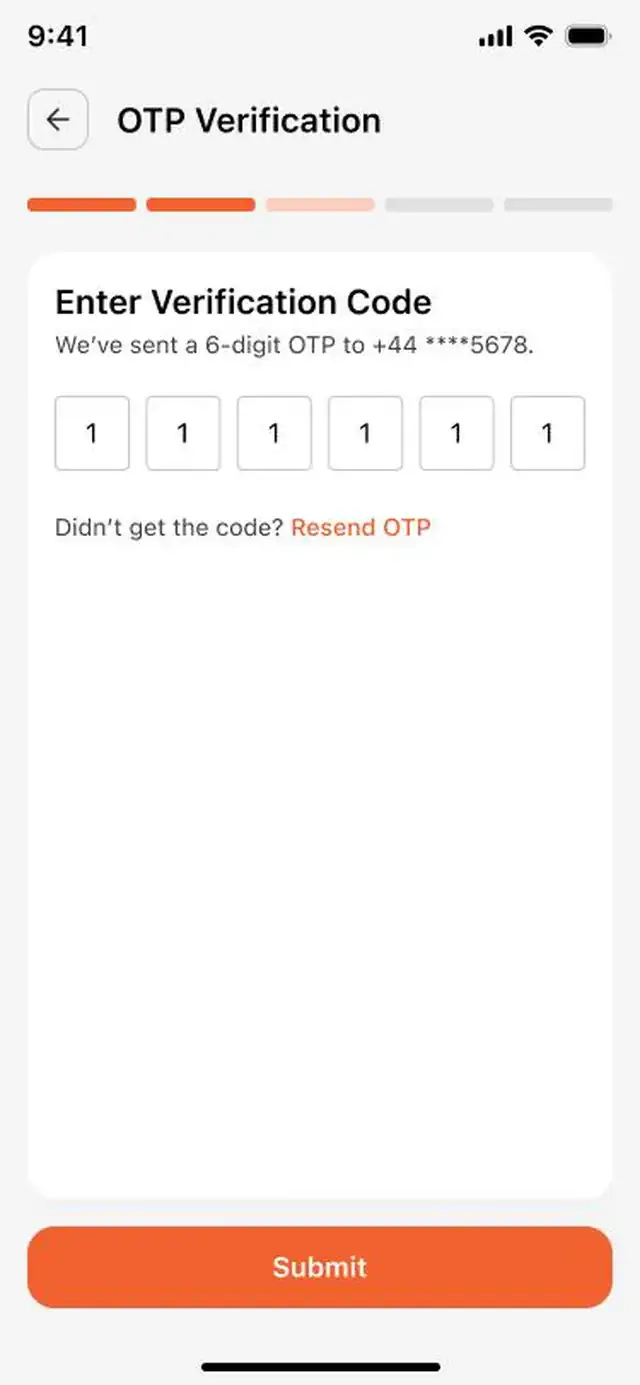 9:41
OTP Verification
Enter Verification Code
We’ve sent a 6-digit OTP to +44 ****5678.
1 1 1 1 1 1
Didn’t get the code? Resend OTP
Submit